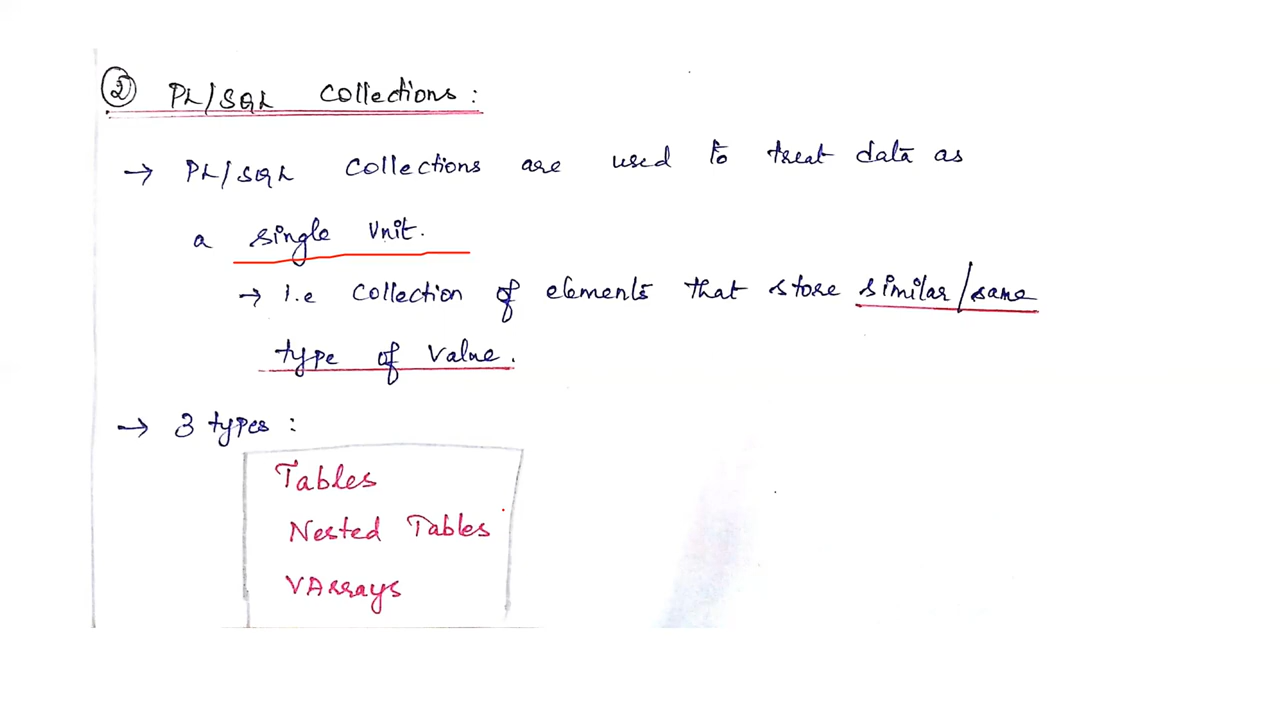 ② PL/SQL Collections:
→ PL/SQL Collections are used to treat data as
a single Unit.
→ i.e Collection of elements that store similar/same
type of value.
→ 3 types:
Tables
Nested Tables
VArrays